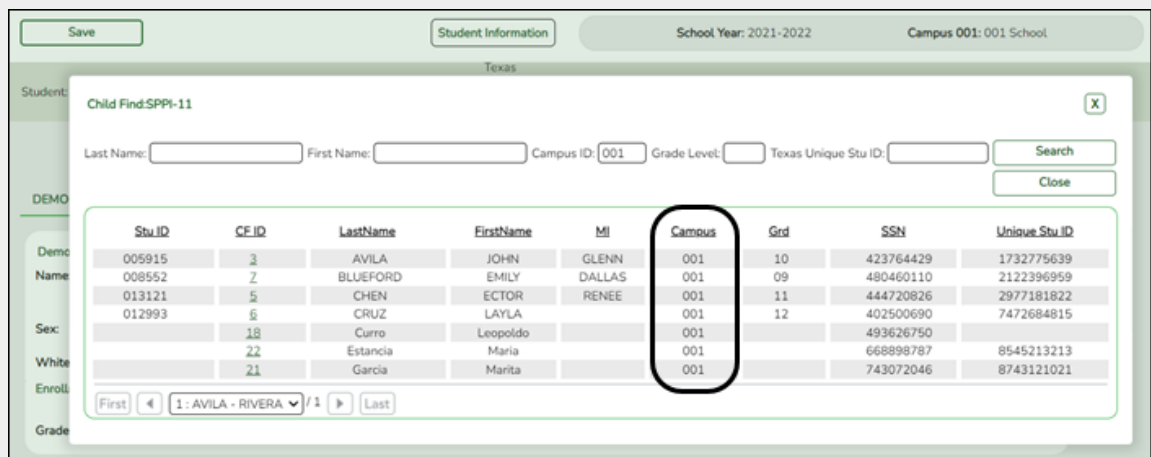 Save Student Information School Year: 2021-2022 Campus 001: 001 School
Texas
Student:
Child Find:SPPI-11 X
Last Name: First Name: Campus ID: 001 Grade Level: Texas Unique Stu ID: Search
Close
DEMO
Stu ID CF ID LastName FirstName MI Campus Grd SSN Unique Stu ID
Demo
005915 3 AVILA JOHN GLENN 001 10 423764429 1732775639
Name:
008552 7 BLUEFORD EMILY DALLAS 001 09 480460110 2122396959
013121 5 CHEN ECTOR RENEE 001 11 444720826 2977181822
012993 6 CRUZ LAYLA 001 12 402500690 7472684815
Sex:
18 Curro Leopoldo 001 493626750
22 Estancia Maria 001 668898787 8545213213
White
21 Garcia Marita 001 743072046 8743121021
Enroll
First 1 : AVILA - RIVERA / 1 Last
Grade